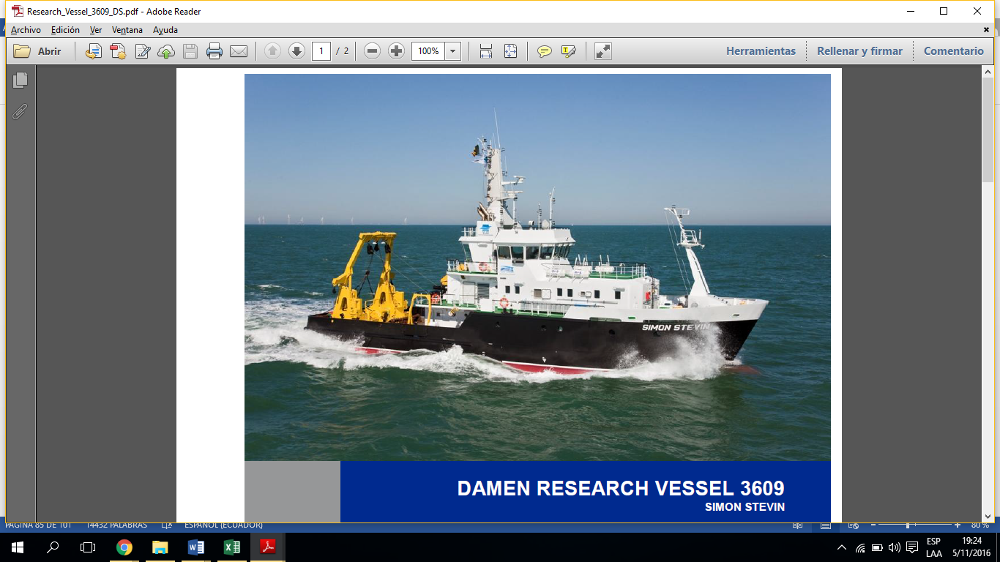 Research_Vessel_3609_DS.pdf - Adobe Reader
Archivo Edición Ver Ventana Ayuda
Abrir 1 / 2 100% Herramientas Rellenar y firmar Comentario
SIMON STEVIN
DAMEN RESEARCH VESSEL 3609
SIMON STEVIN
PÁGINA 85 DE 101 14432 PALABRAS ESPAÑOL (ECUADOR) 80 %
ESP 19:24
LAA 5/11/2016